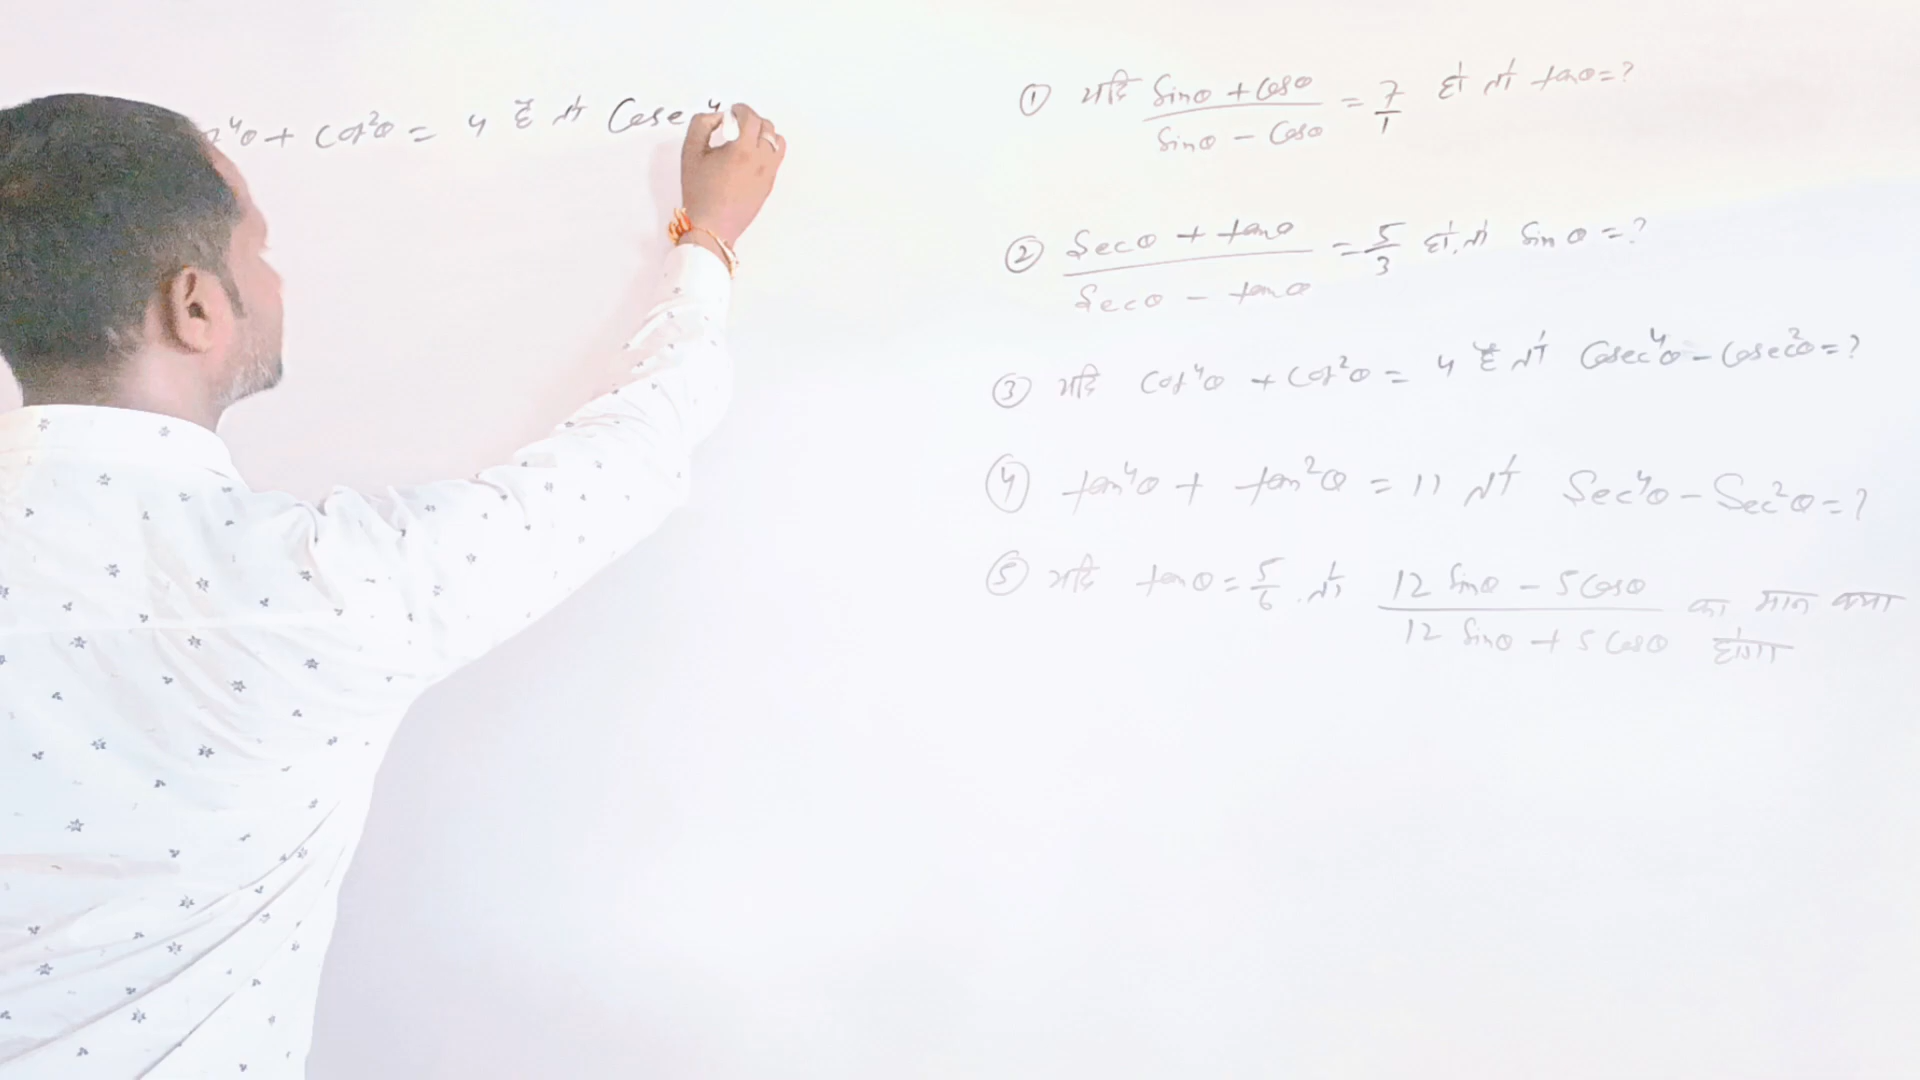 ⁴θ + cot²θ = 4 है तो Cose⁴
① यदि (Sinθ + Cosθ)/(Sinθ - Cosθ) = 7/1 हो तो tanθ = ?
② (Secθ + tanθ)/(Secθ - tanθ) = 5/3 हो. तो Sinθ = ?
③ यदि Cot⁴θ + Cot²θ = 4 है तो Cosec⁴θ - Cosec²θ = ?
④ tan⁴θ + tan²θ = 11 तो Sec⁴θ - Sec²θ = ?
⑤ यदि tanθ = 5/6 . तो (12 Sinθ - 5 Cosθ)/(12 Sinθ + 5 Cosθ) का मान क्या
होगा